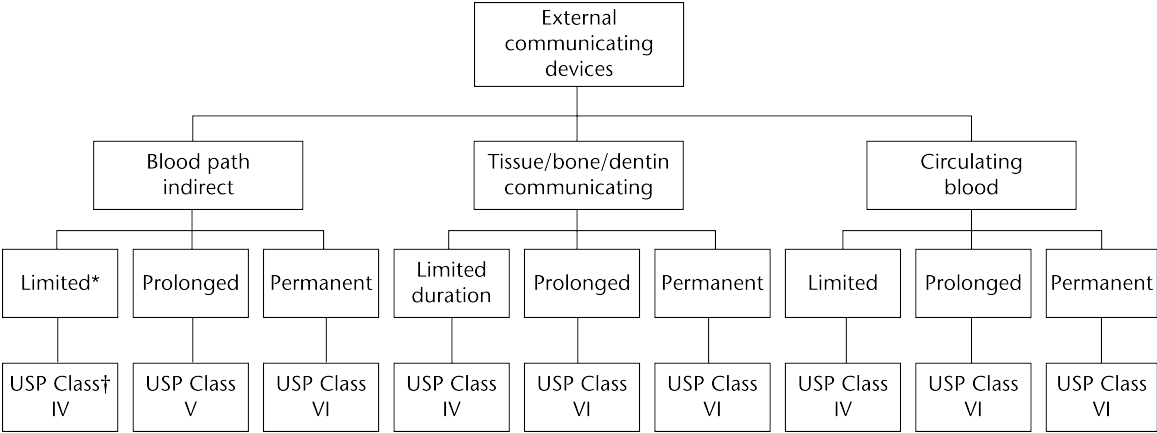 External
communicating
devices
Blood path
indirect
Tissue/bone/dentin
communicating
Circulating
blood
Limited*
Prolonged
Permanent
Limited
duration
Prolonged
Permanent
Limited
Prolonged
Permanent
USP Class†
IV
USP Class
V
USP Class
VI
USP Class
IV
USP Class
VI
USP Class
VI
USP Class
IV
USP Class
VI
USP Class
VI